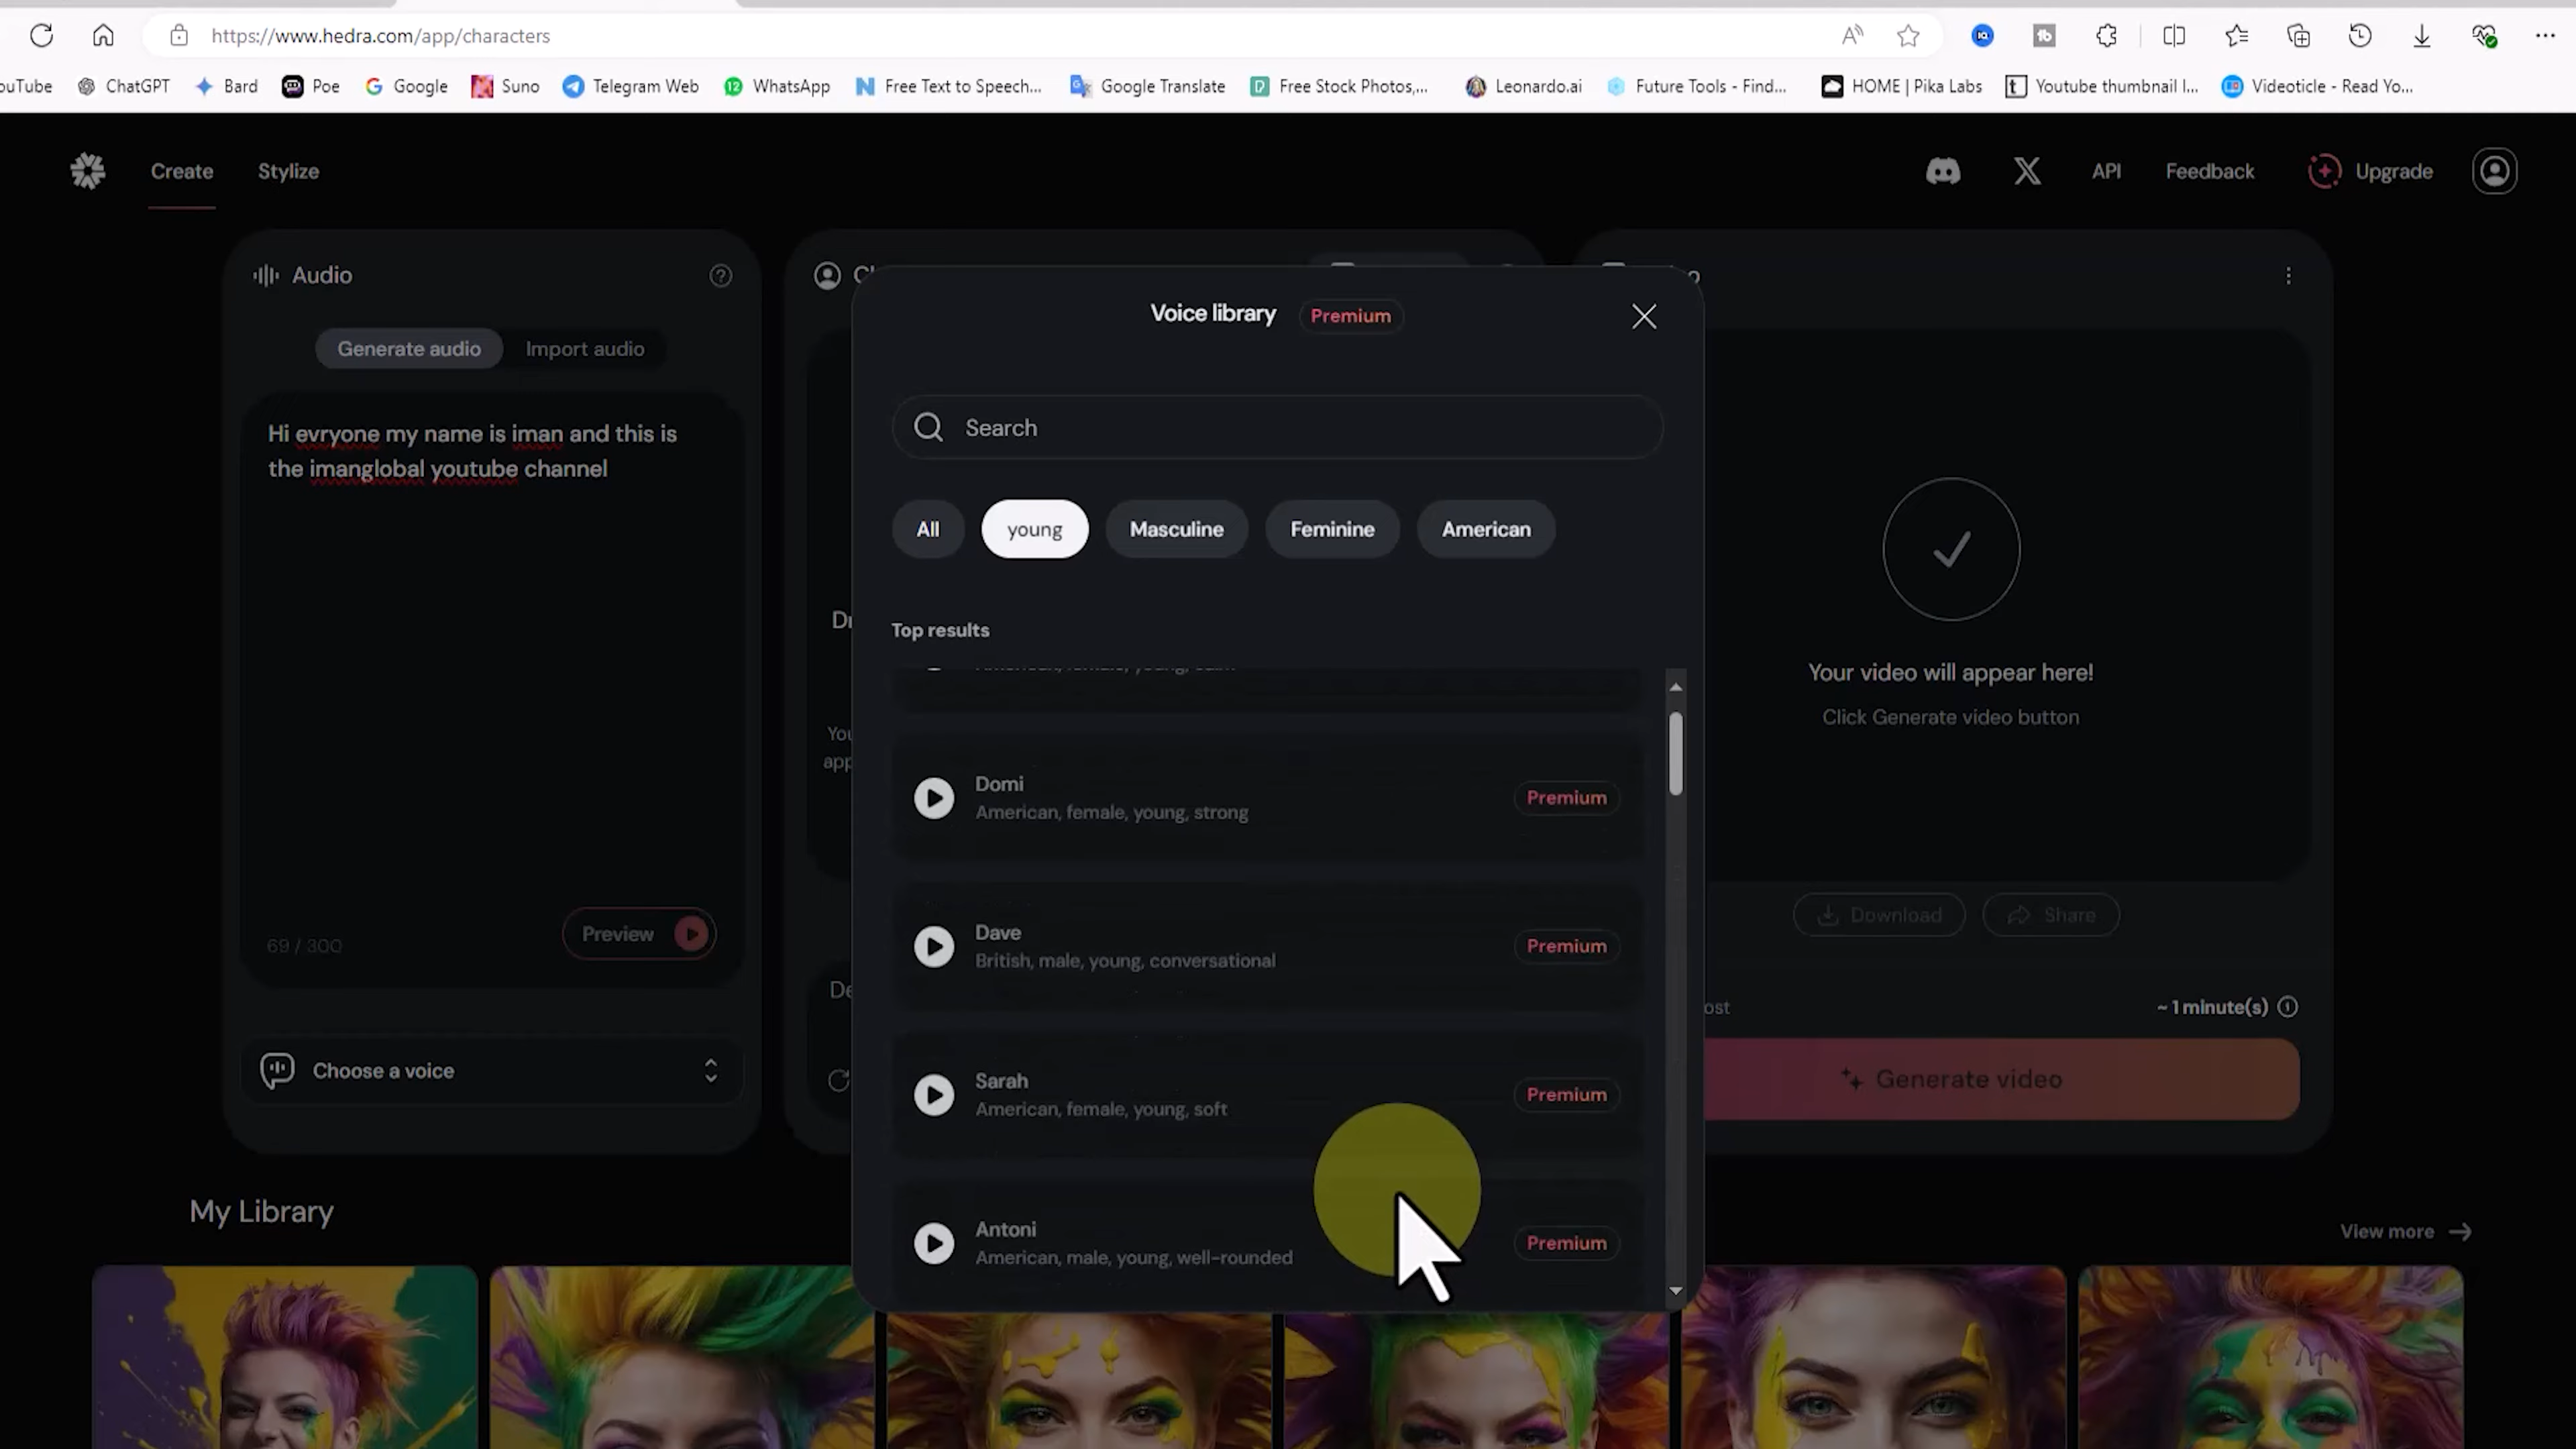 https://www.hedra.com/app/characters
ouTube
ChatGPT
Bard
Poe
Google
Suno
Telegram Web
WhatsApp
Free Text to Speech...
Google Translate
Free Stock Photos,...
Leonardo.ai
Future Tools - Find...
HOME | Pika Labs
Youtube thumbnail l...
Videoticle - Read Yo...
Create
Stylize
API
Feedback
Upgrade
Audio
Generate audio
Import audio
Hi evryone my name is iman and this is
the imanglobal youtube channel
69 / 300
Preview
Choose a voice
Voice library
Premium
Search
All
young
Masculine
Feminine
American
Top results
Domi
American, female, young, strong
Premium
Dave
British, male, young, conversational
Premium
Sarah
American, female, young, soft
Premium
Antoni
American, male, young, well-rounded
Premium
Your video will appear here!
Click Generate video button
Download
Share
ost
~ 1 minute(s)
Generate video
My Library
View more